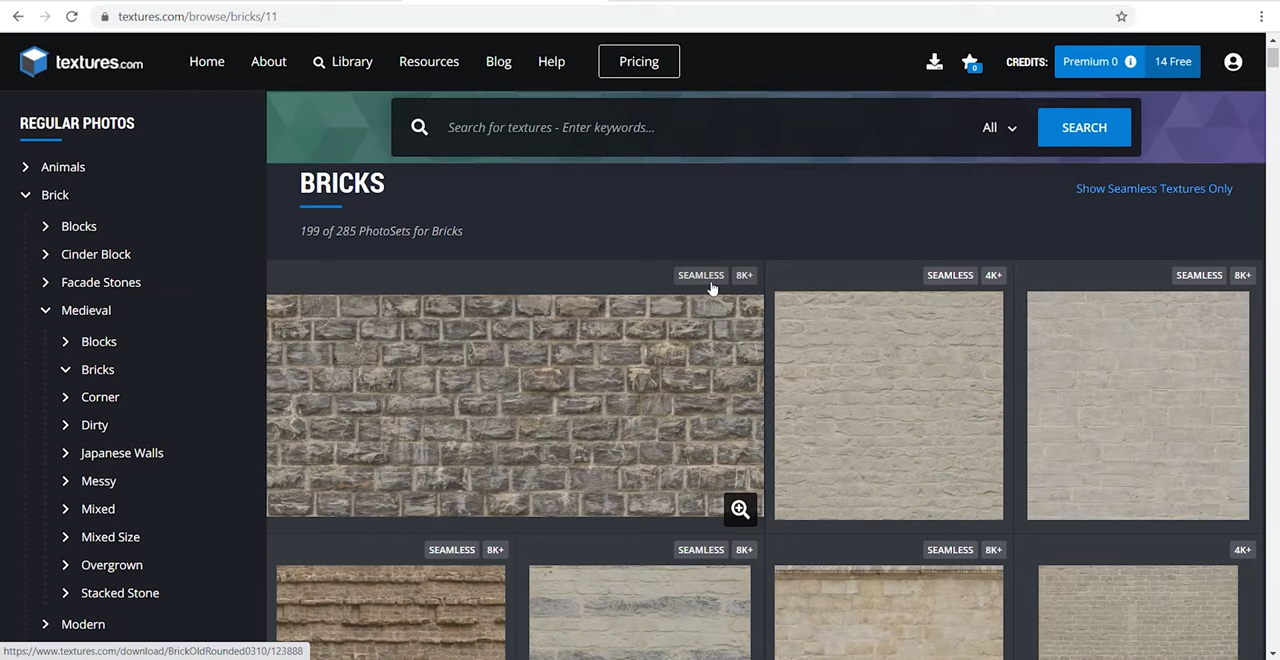 textures.com/browse/bricks/11
textures.com
Home
About
Library
Resources
Blog
Help
Pricing
0
CREDITS:
Premium 0
14 Free
REGULAR PHOTOS
Search for textures - Enter keywords...
All
SEARCH
Animals
Brick
Blocks
Cinder Block
Facade Stones
Medieval
Blocks
Bricks
Corner
Dirty
Japanese Walls
Messy
Mixed
Mixed Size
Overgrown
Stacked Stone
Modern
BRICKS
Show Seamless Textures Only
199 of 285 PhotoSets for Bricks
SEAMLESS 8K+
SEAMLESS 4K+
SEAMLESS 8K+
SEAMLESS 8K+
SEAMLESS 8K+
SEAMLESS 8K+
4K+
https://www.textures.com/download/BrickOldRounded0310/123888